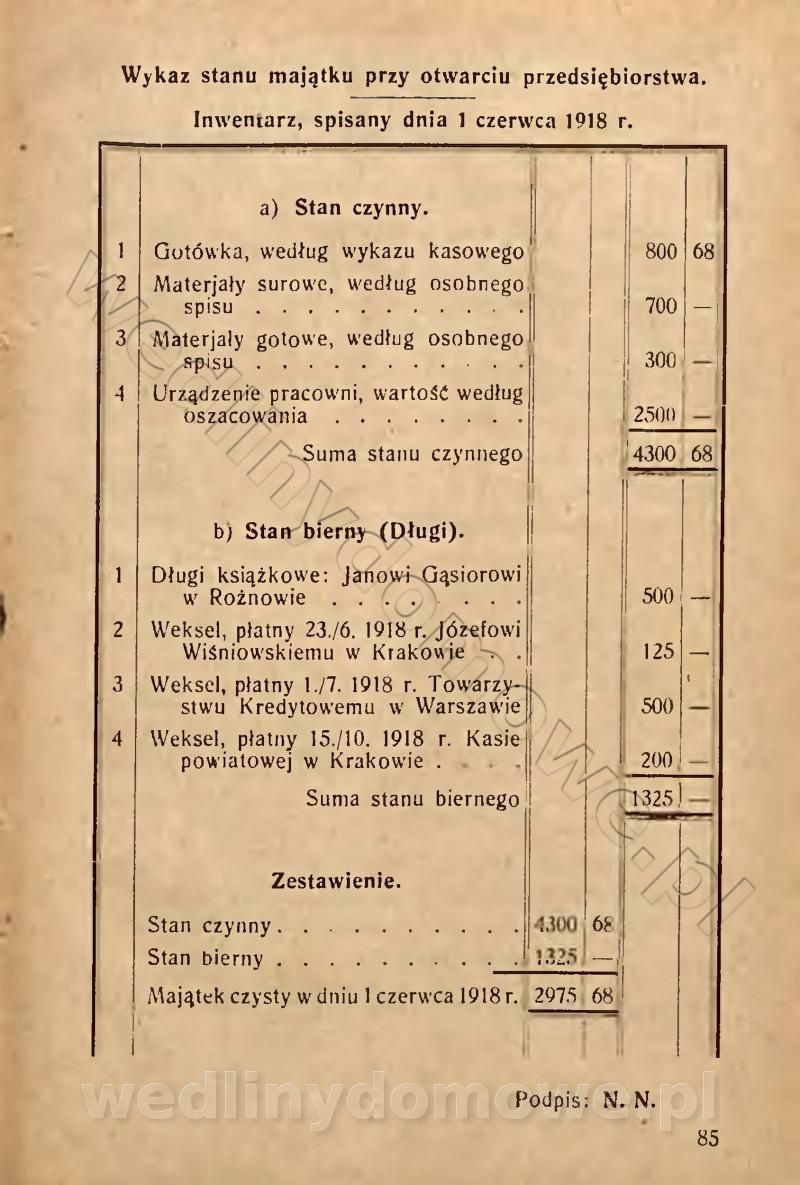 Wykaz stanu majątku przy otwarciu przedsiębiorstwa.
Inwentarz, spisany dnia 1 czerwca 1918 r.
a) Stan czynny.
1 Gotówka, według wykazu kasowego 800 68
2 Materjały surowe, według osobnego
spisu . . . . . . . . . . . 700 —
3 Materjaly gotowe, według osobnego
spisu . . . . . . . . . . . 300 —
4 Urządzenie pracowni, wartość według
oszacowania . . . . . . . . 2500 —
Suma stanu czynnego 4300 68
b) Stan bierny (Długi).
1 Długi książkowe: Janowi Gąsiorowi
w Rożnowie . . . . . . . . 500 —
2 Weksel, płatny 23./6. 1918 r. Józefowi
Wiśniowskiemu w Krakowie . . 125 —
3 Weksel, płatny 1./7. 1918 r. Towarzy-
stwu Kredytowemu w Warszawie 500 —
4 Weksel, płatny 15./10. 1918 r. Kasie
powiatowej w Krakowie . . . . 200 —
Suma stanu biernego 1325 —
Zestawienie.
Stan czynny . . . . . . . . . . 4300 68
Stan bierny . . . . . . . . . . 1325 —
Majątek czysty w dniu 1 czerwca 1918 r. 2975 68
Podpis: N. N.
wedlinydomowe.pl
85